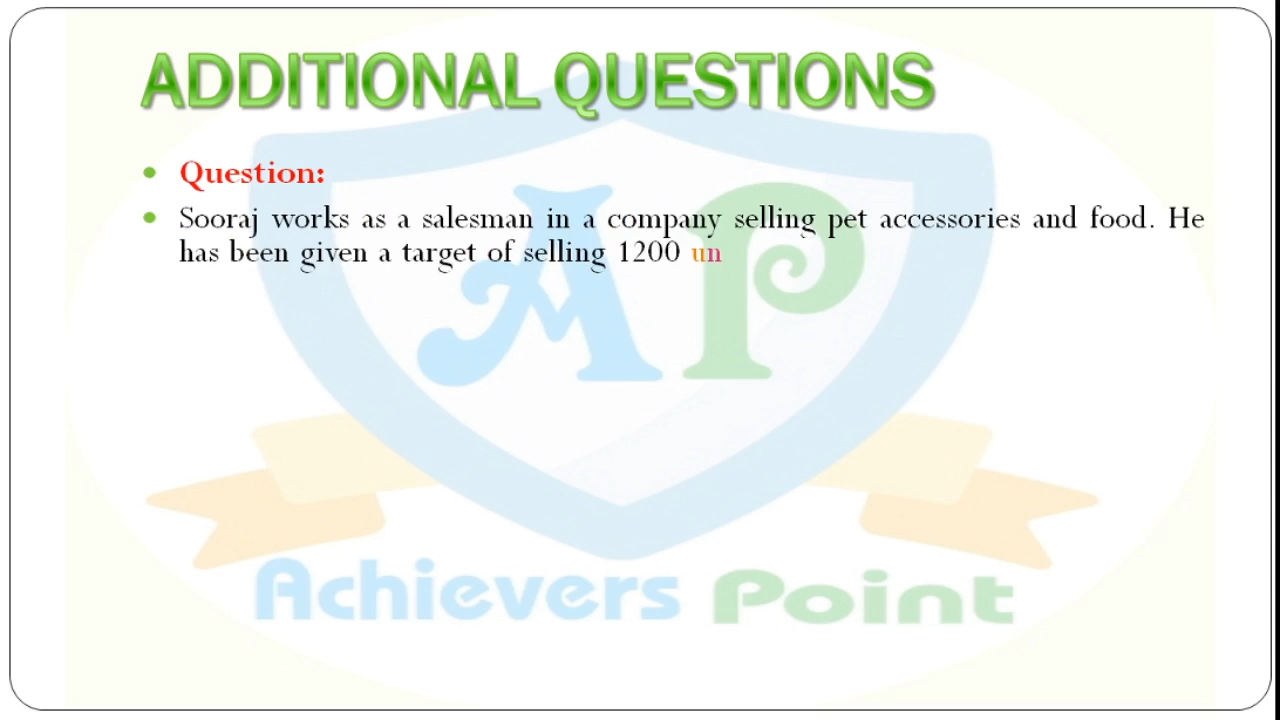 ADDITIONAL QUESTIONS
Question:
Sooraj works as a salesman in a company selling pet accessories and food. He
has been given a target of selling 1200 un
AP
Achievers Point